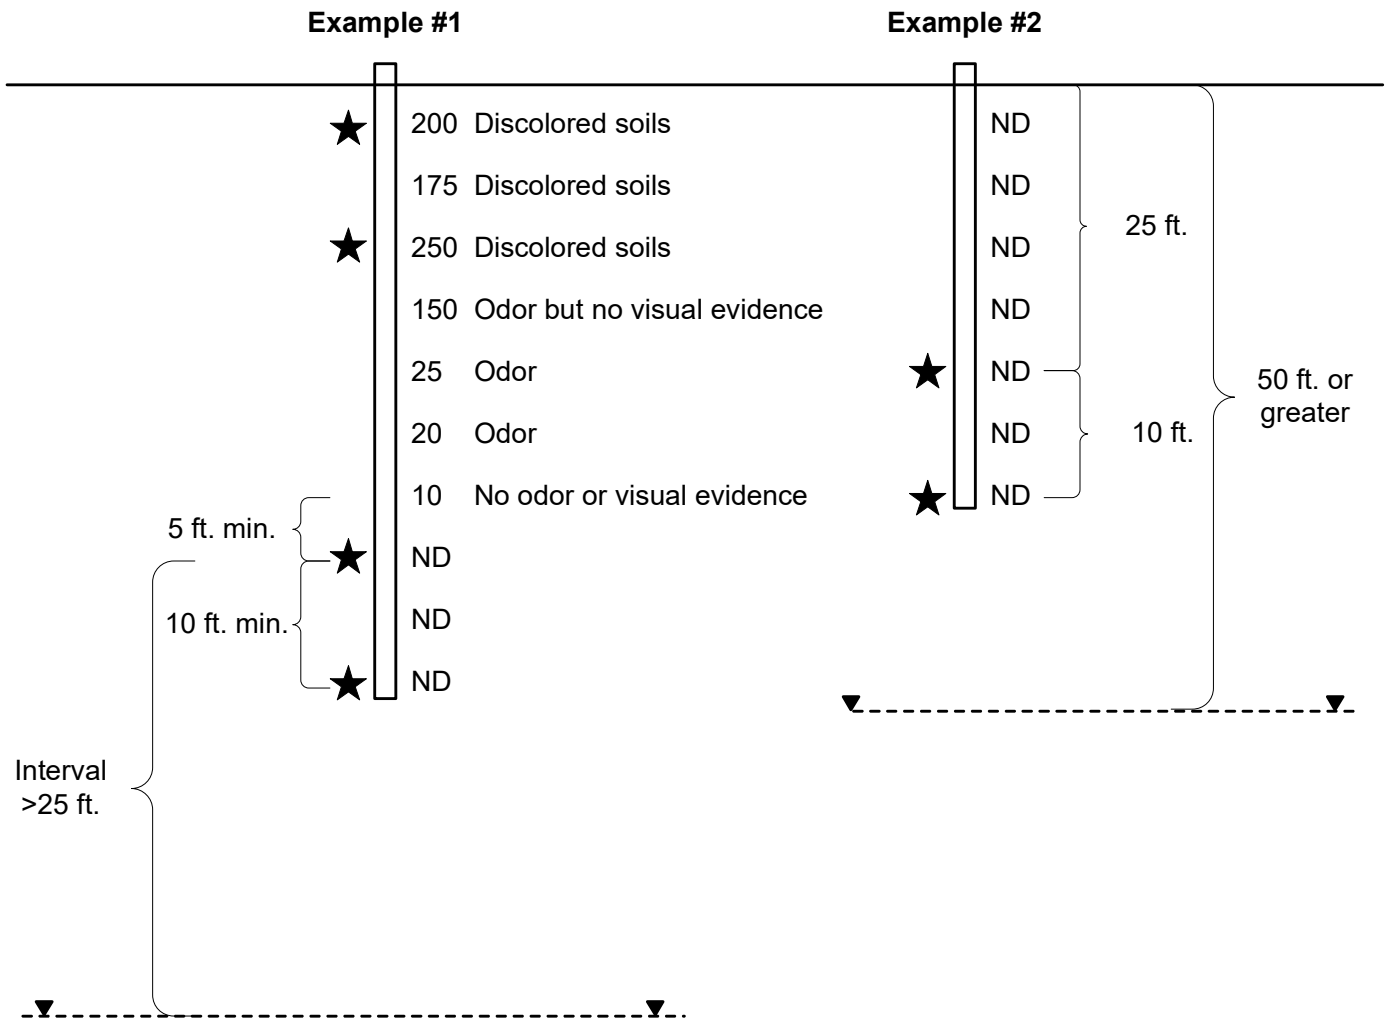 Example #1
200 Discolored soils
175 Discolored soils
250 Discolored soils
150 Odor but no visual evidence
25 Odor
20 Odor
10 No odor or visual evidence
ND
ND
ND
5 ft. min.
10 ft. min.
Interval
>25 ft.
Example #2
ND
ND
ND
ND
ND
ND
ND
25 ft.
10 ft.
50 ft. or
greater